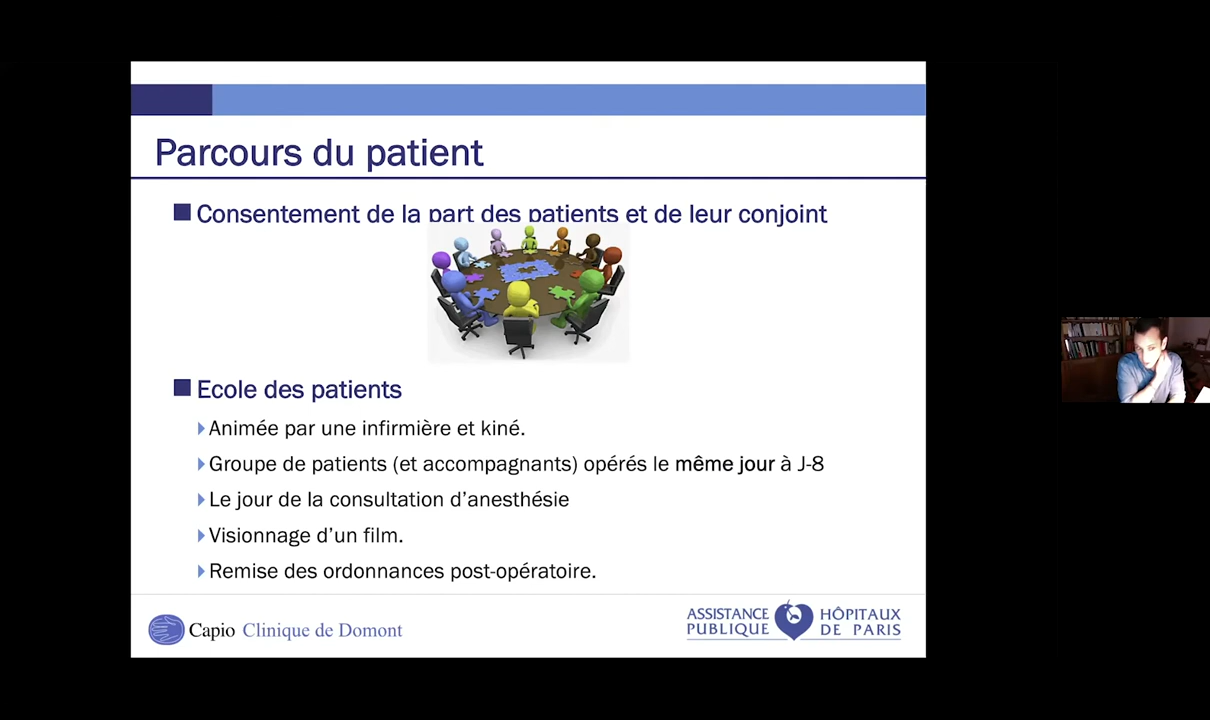 Parcours du patient
Consentement de la part des patients et de leur conjoint
Ecole des patients
Animée par une infirmière et kiné.
Groupe de patients (et accompagnants) opérés le même jour à J-8
Le jour de la consultation d’anesthésie
Visionnage d’un film.
Remise des ordonnances post-opératoire.
Capio Clinique de Domont
ASSISTANCE HÔPITAUX
PUBLIQUE DE PARIS